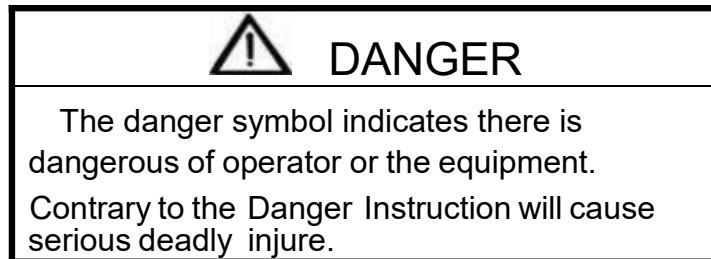 DANGER
The danger symbol indicates there is
dangerous of operator or the equipment.
Contrary to the Danger Instruction will cause
serious deadly injure.